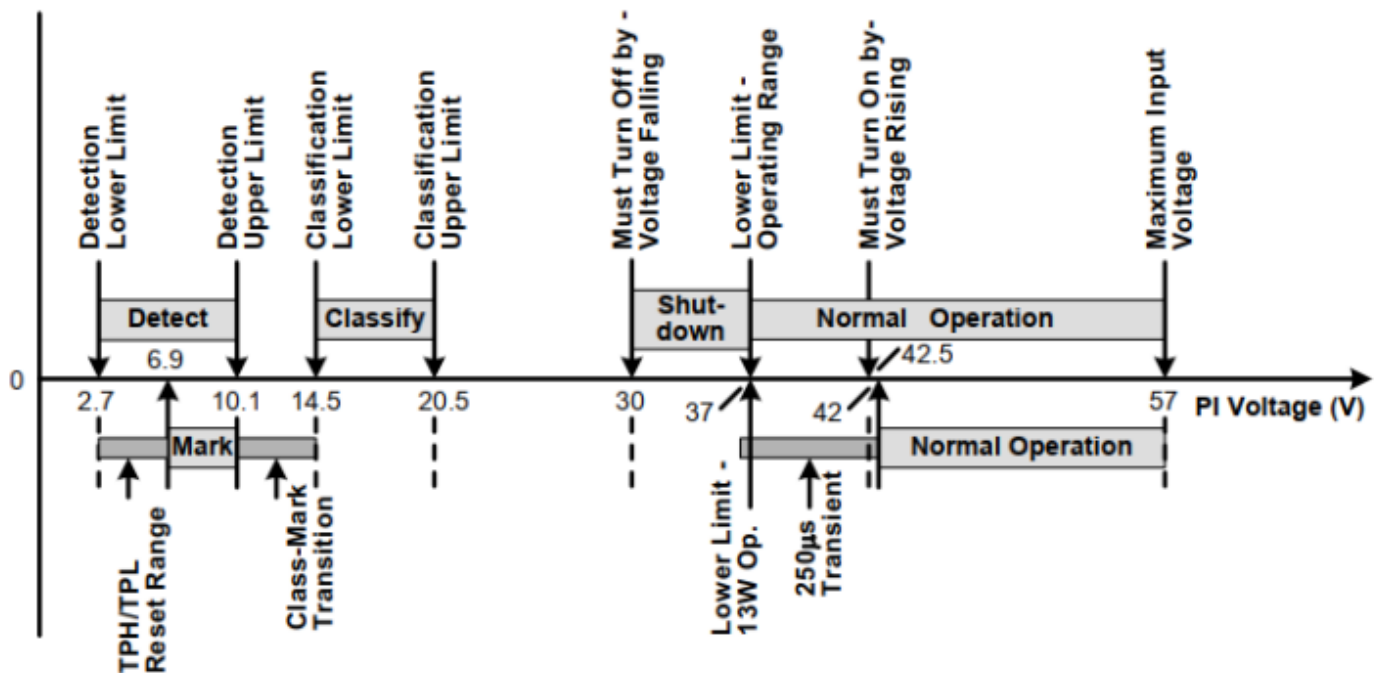 Detection
Lower Limit
Detection
Upper Limit
Classification
Lower Limit
Classification
Upper Limit
Must Turn Off by -
Voltage Falling
Lower Limit -
Operating Range
Must Turn On by-
Voltage Rising
Maximum Input
Voltage
Detect
Classify
Shut-
down
Normal Operation
6.9
42.5
0
2.7
10.1
14.5
20.5
30
37
42
57
PI Voltage (V)
Mark
Normal Operation
TPH/TPL
Reset Range
Class-Mark
Transition
Lower Limit -
13W Op.
250µs
Transient